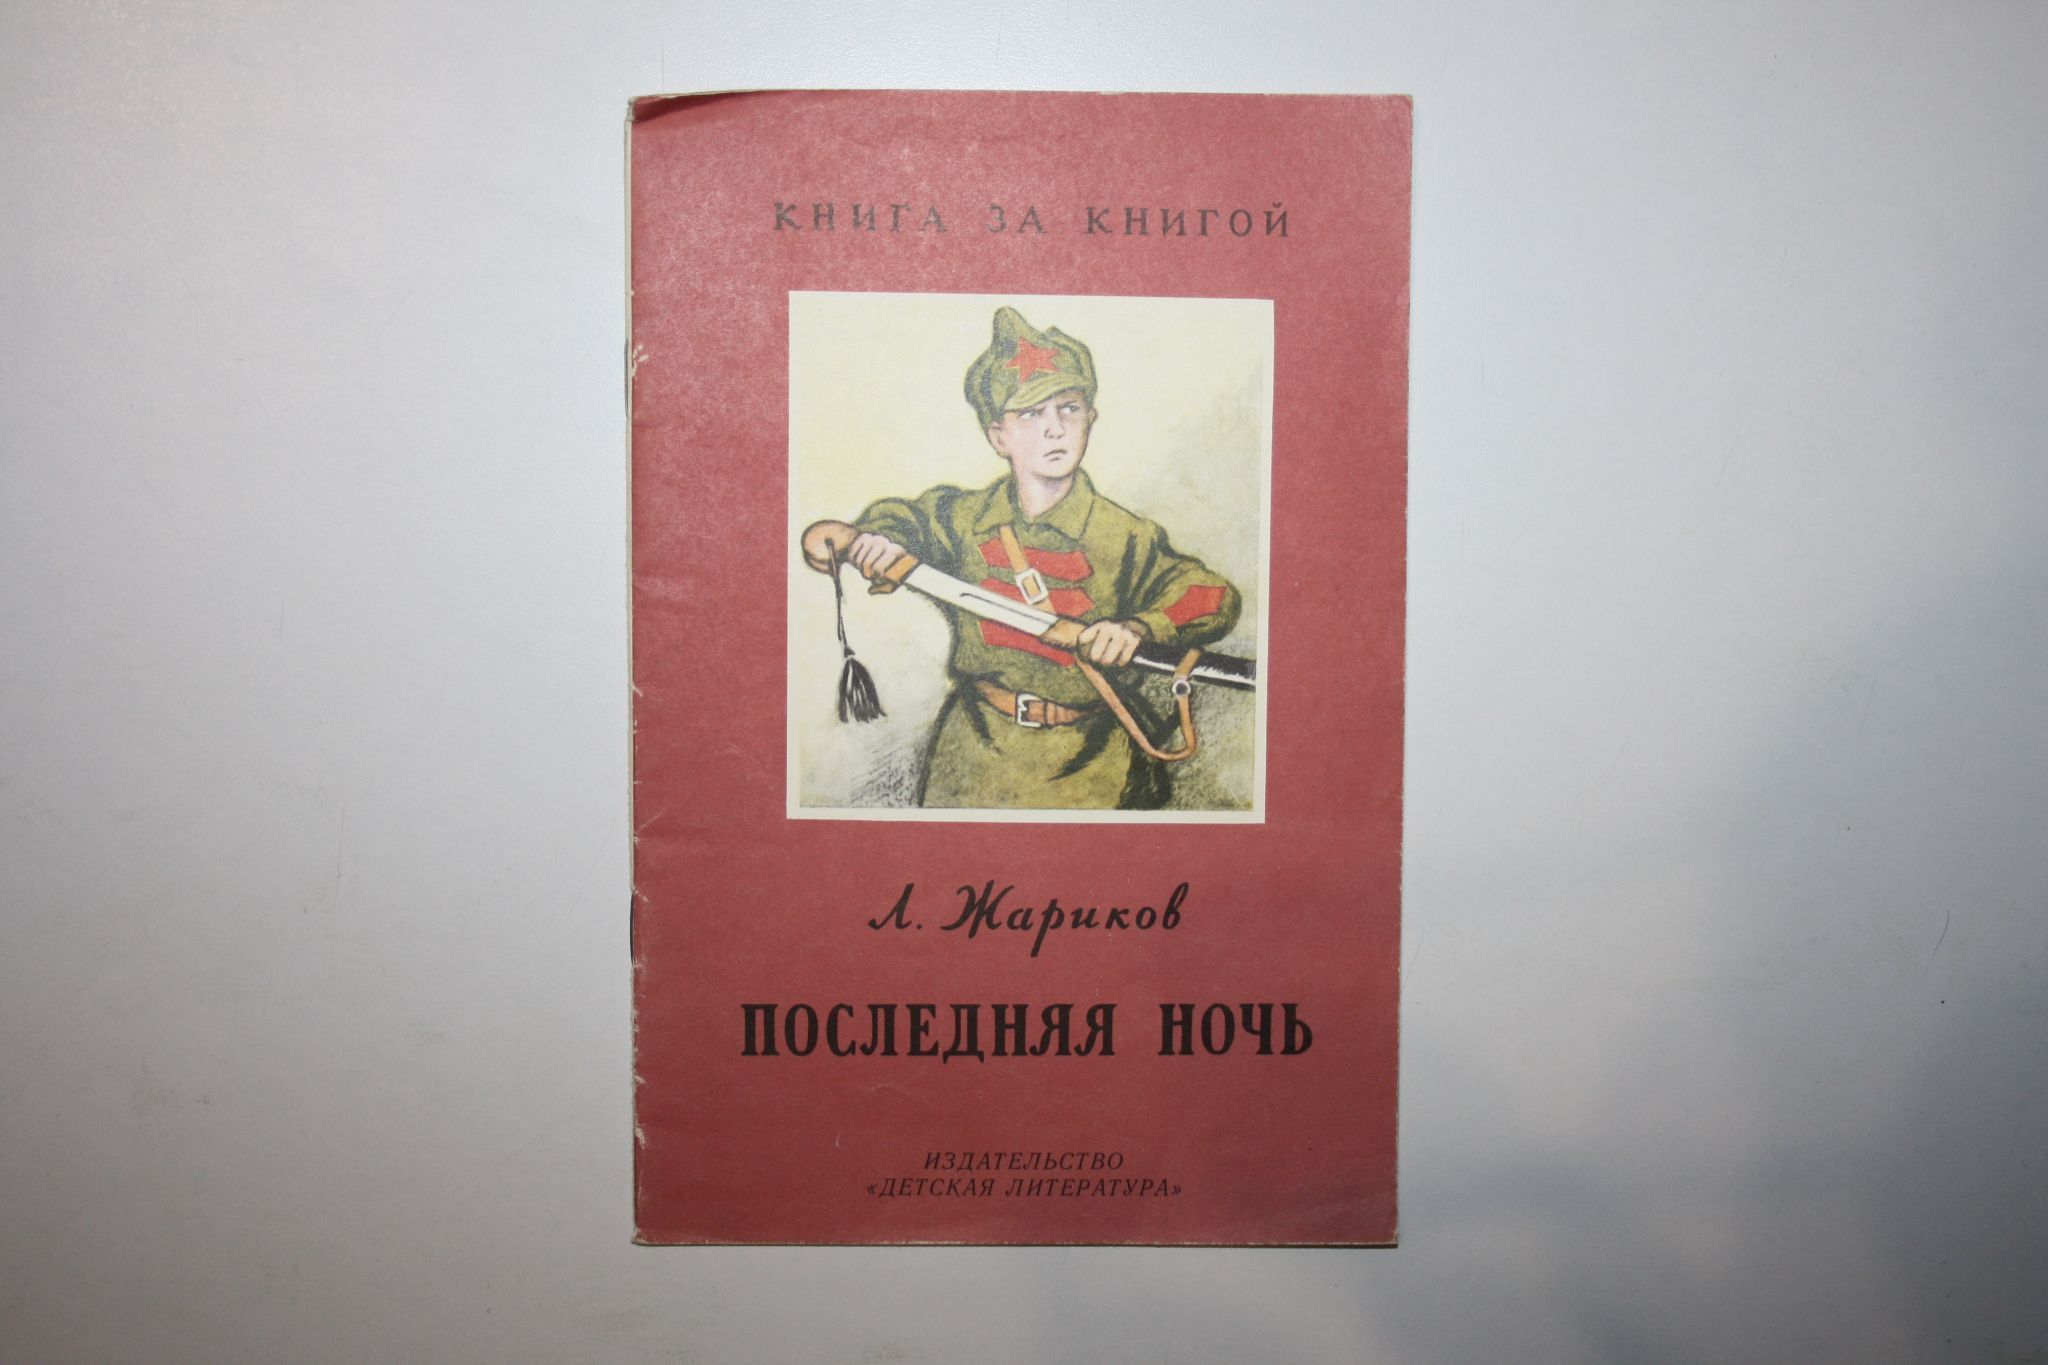 КНИГА ЗА КНИГОЙ
Л. Жариков
ПОСЛЕДНЯЯ НОЧЬ
ИЗДАТЕЛЬСТВО
«ДЕТСКАЯ ЛИТЕРАТУРА»